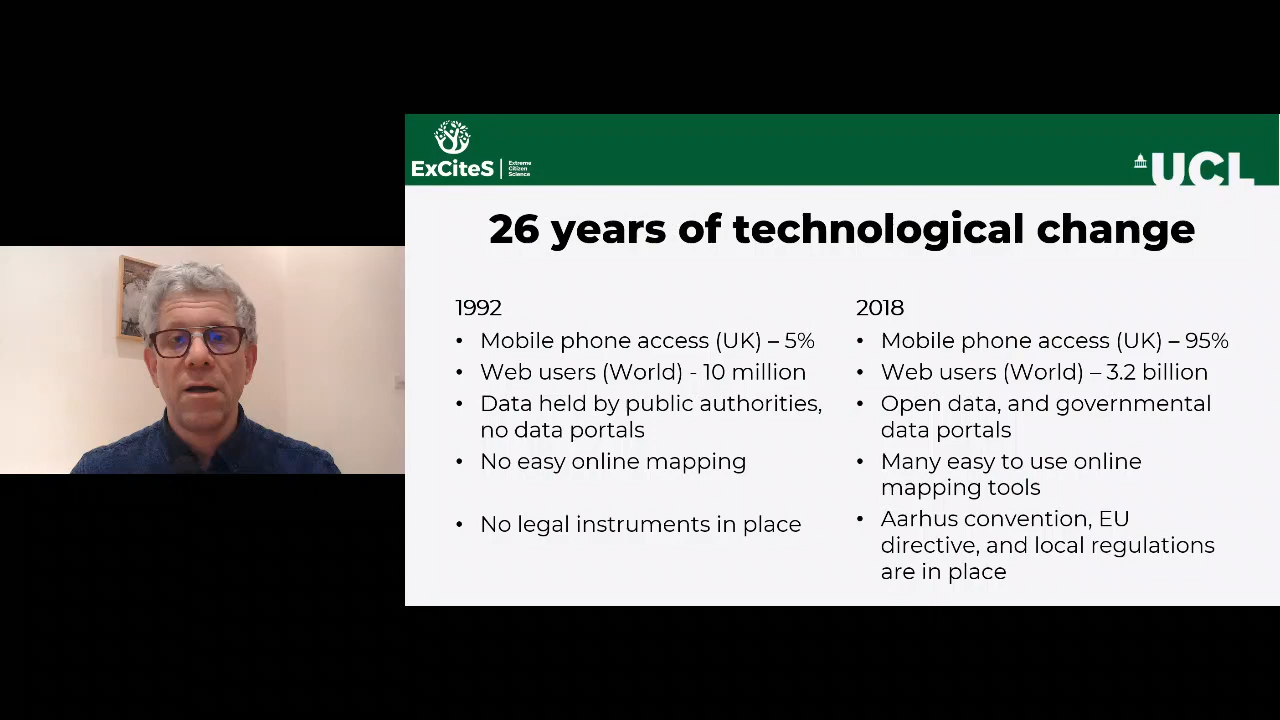 ExCiteS
Extreme
Citizen
Science
UCL
26 years of technological change
1992
• Mobile phone access (UK) – 5%
• Web users (World) - 10 million
• Data held by public authorities,
no data portals
• No easy online mapping
• No legal instruments in place
2018
• Mobile phone access (UK) – 95%
• Web users (World) – 3.2 billion
• Open data, and governmental
data portals
• Many easy to use online
mapping tools
• Aarhus convention, EU
directive, and local regulations
are in place